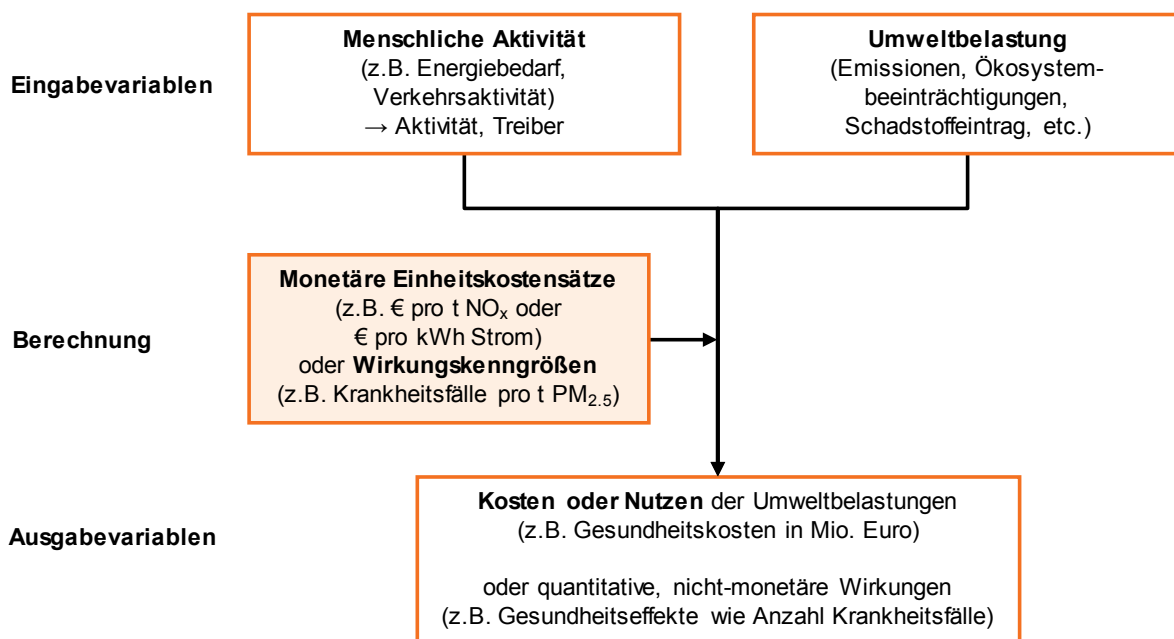 Eingabevariablen
Menschliche Aktivität
(z.B. Energiebedarf,
Verkehrsaktivität)
→ Aktivität, Treiber
Umweltbelastung
(Emissionen, Ökosystem-
beeinträchtigungen,
Schadstoffeintrag, etc.)
Berechnung
Monetäre Einheitskostensätze
(z.B. € pro t NOₓ oder
€ pro kWh Strom)
oder Wirkungskenngrößen
(z.B. Krankheitsfälle pro t PM₂.₅)
Ausgabevariablen
Kosten oder Nutzen der Umweltbelastungen
(z.B. Gesundheitskosten in Mio. Euro)
oder quantitative, nicht-monetäre Wirkungen
(z.B. Gesundheitseffekte wie Anzahl Krankheitsfälle)